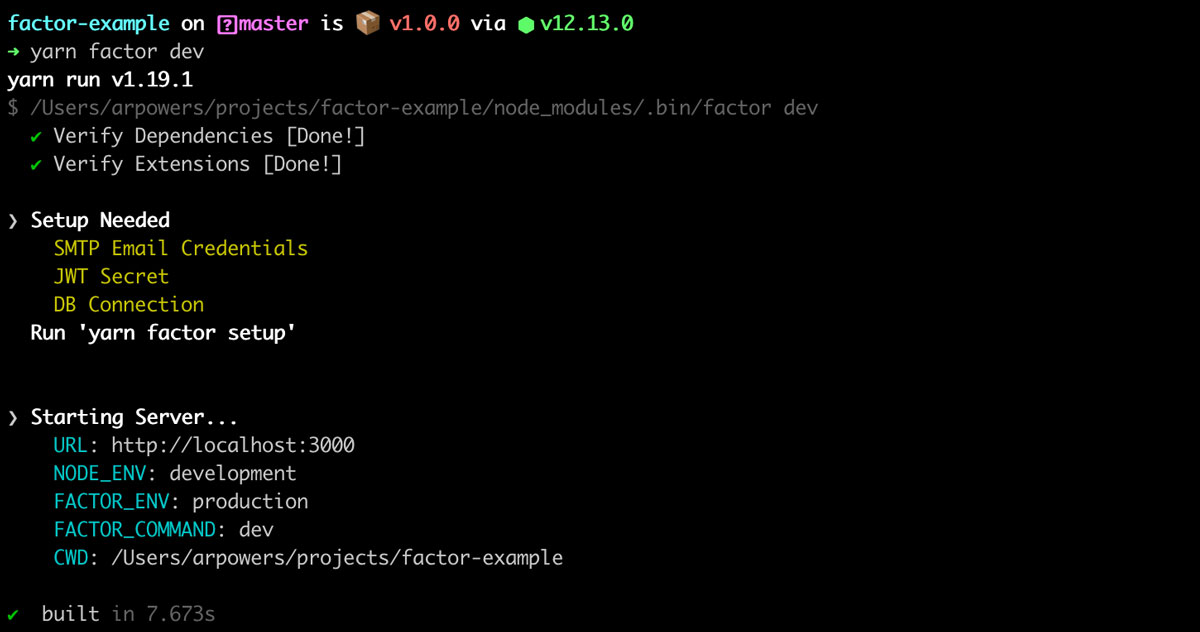 factor-example on [?]master is 📦 v1.0.0 via ⬢ v12.13.0
➜ yarn factor dev
yarn run v1.19.1
$ /Users/arpowers/projects/factor-example/node_modules/.bin/factor dev
✔ Verify Dependencies [Done!]
✔ Verify Extensions [Done!]
❯ Setup Needed
SMTP Email Credentials
JWT Secret
DB Connection
Run 'yarn factor setup'
❯ Starting Server...
URL: http://localhost:3000
NODE_ENV: development
FACTOR_ENV: production
FACTOR_COMMAND: dev
CWD: /Users/arpowers/projects/factor-example
✔ built in 7.673s